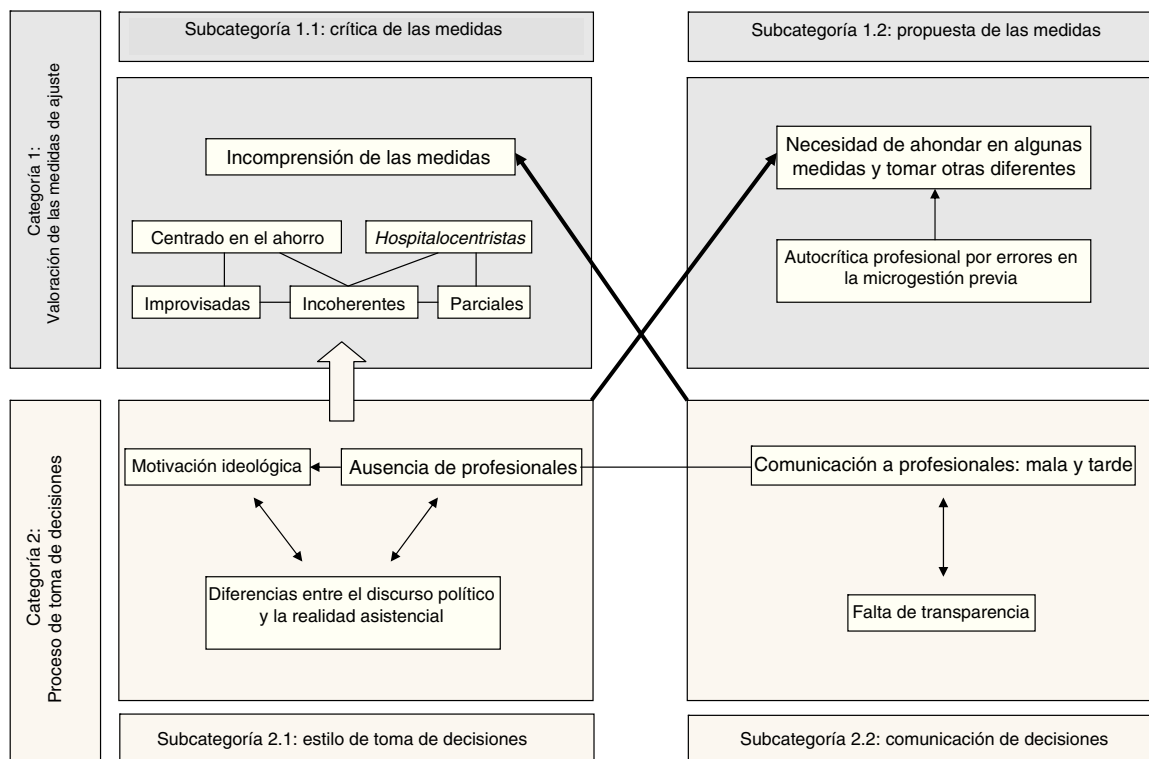 Subcategoría 1.1: crítica de las medidas
Subcategoría 1.2: propuesta de las medidas
Categoría 1:
Valoración de las medidas de ajuste
Incomprensión de las medidas
Centrado en el ahorro
Hospitalocentristas
Improvisadas
Incoherentes
Parciales
Necesidad de ahondar en algunas
medidas y tomar otras diferentes
Autocrítica profesional por errores en
la microgestión previa
Categoría 2:
Proceso de toma de decisiones
Motivación ideológica
Ausencia de profesionales
Diferencias entre el discurso político
y la realidad asistencial
Comunicación a profesionales: mala y tarde
Falta de transparencia
Subcategoría 2.1: estilo de toma de decisiones
Subcategoría 2.2: comunicación de decisiones